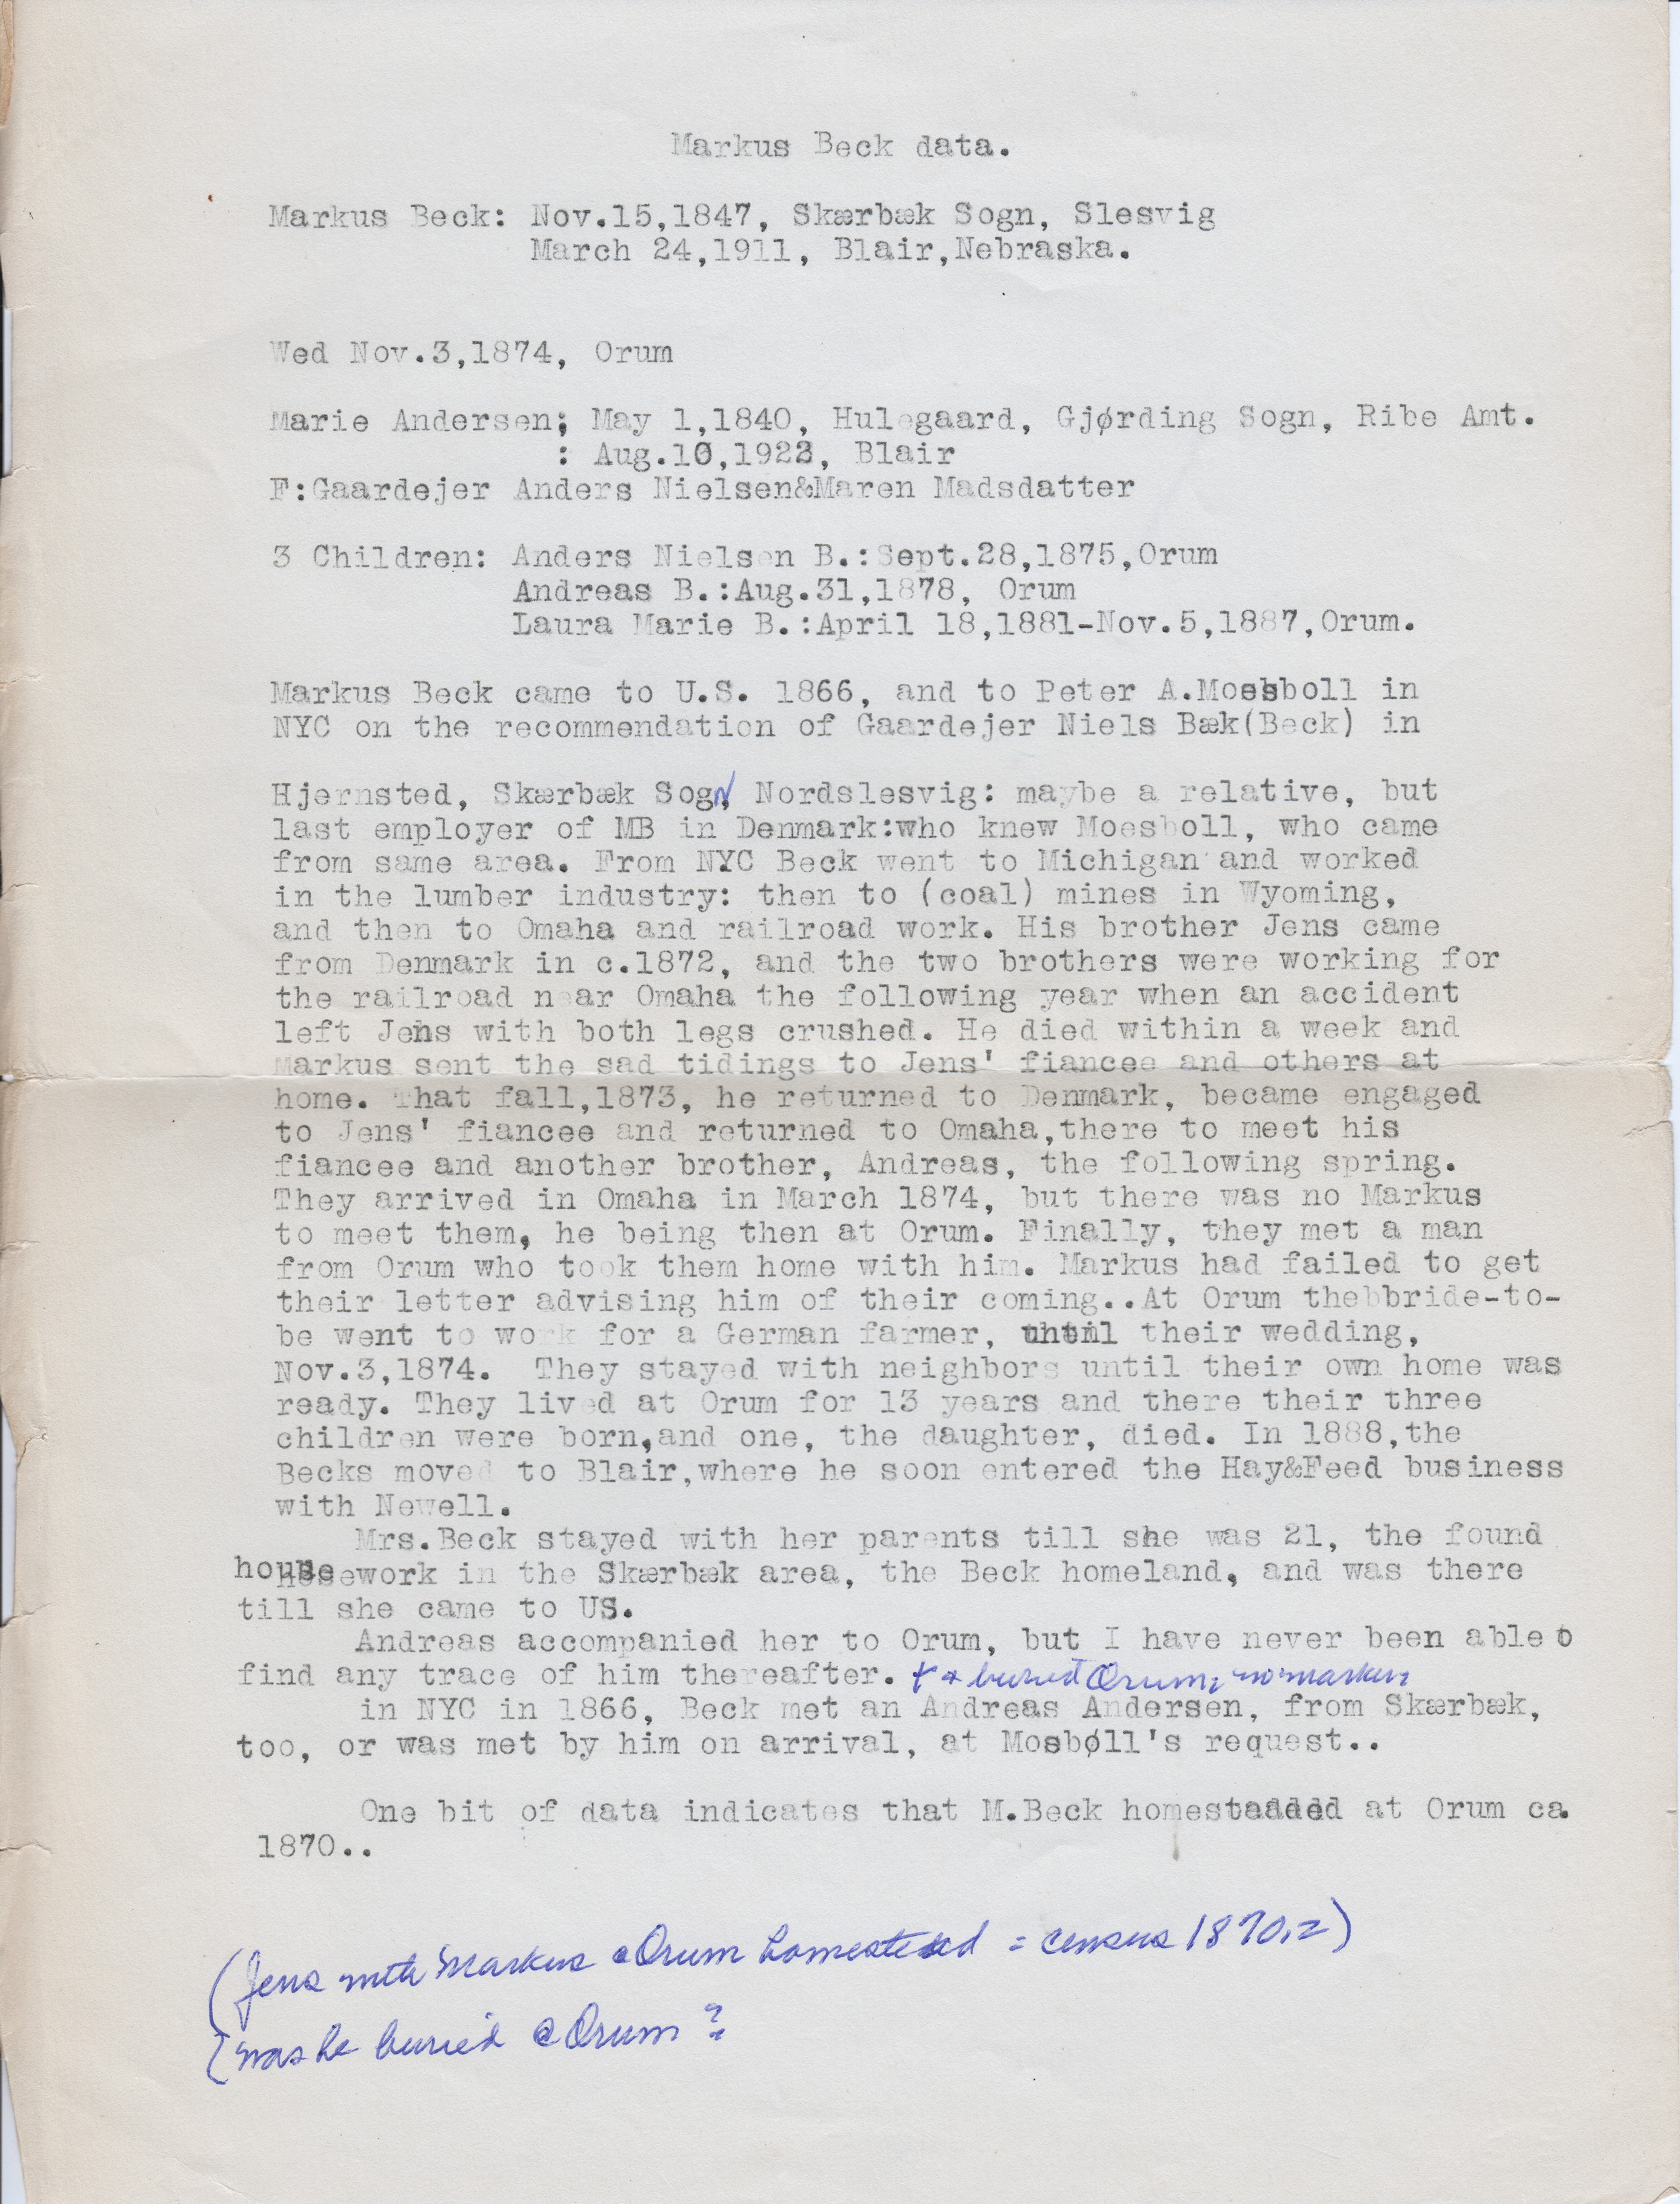 Markus Beck data.
Markus Beck: Nov.15,1847, Skærbæk Sogn, Slesvig
March 24,1911, Blair,Nebraska.
Wed Nov.3,1874, Orum
Marie Andersen; May 1,1840, Hulegaard, Gjørding Sogn, Ribe Amt.
: Aug.10,1922, Blair
F:Gaardejer Anders Nielsen&Maren Madsdatter
3 Children: Anders Nielsen B.:Sept.28,1875,Orum
Andreas B.:Aug.31,1878, Orum
Laura Marie B.:April 18,1881-Nov.5,1887,Orum.
Markus Beck came to U.S. 1866, and to Peter A.Moesboll in
NYC on the recommendation of Gaardejer Niels Bæk(Beck) in
Hjernsted, Skærbæk Sogn, Nordslesvig: maybe a relative, but
last employer of MB in Denmark:who knew Moesboll, who came
from same area. From NYC Beck went to Michigan and worked
in the lumber industry: then to (coal) mines in Wyoming,
and then to Omaha and railroad work. His brother Jens came
from Denmark in c.1872, and the two brothers were working for
the railroad near Omaha the following year when an accident
left Jens with both legs crushed. He died within a week and
Markus sent the sad tidings to Jens' fiancee and others at
home. That fall,1873, he returned to Denmark, became engaged
to Jens' fiancee and returned to Omaha,there to meet his
fiancee and another brother, Andreas, the following spring.
They arrived in Omaha in March 1874, but there was no Markus
to meet them, he being then at Orum. Finally, they met a man
from Orum who took them home with him. Markus had failed to get
their letter advising him of their coming..At Orum thebbride-to-
be went to work for a German farmer, until their wedding,
Nov.3,1874. They stayed with neighbors until their own home was
ready. They lived at Orum for 13 years and there their three
children were born,and one, the daughter, died. In 1888,the
Becks moved to Blair,where he soon entered the Hay&Feed business
with Newell.
Mrs.Beck stayed with her parents till she was 21, the found
housework in the Skærbæk area, the Beck homeland, and was there
till she came to US.
Andreas accompanied her to Orum, but I have never been able o
find any trace of him thereafter. buried Orum: no marker
in NYC in 1866, Beck met an Andreas Andersen, from Skærbæk,
too, or was met by him on arrival, at Mosbøll's request..
One bit of data indicates that M.Beck homesteaded at Orum ca.
1870..
(Jens with Markus @ Orum homestead = census 1870.=)
(was he buried @ Orum?